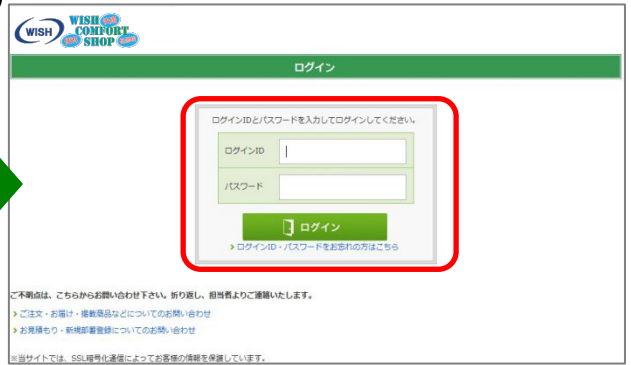 WISH
WISH
COMFORT
SHOP
ログイン
ログインIDとパスワードを入力してログインしてください。
ログインID
パスワード
ログイン
ログインID・パスワードをお忘れの方はこちら
ご不明点は、こちらからお問い合わせ下さい。折り返し、担当者よりご連絡いたします。
ご注文・お届け・掲載商品などについてのお問い合わせ
お見積もり・新規部署登録についてのお問い合わせ
※当サイトでは、SSL暗号化通信によってお客様の情報を保護しています。